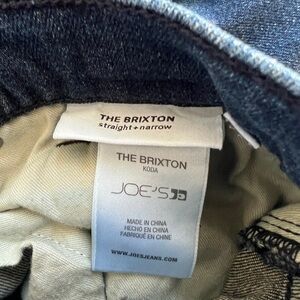 THE BRIXTON
straight+narrow
THE BRIXTON
KODA
JOE'S
MADE IN CHINA
HECHO EN CHINA
FABRIQUÉ EN CHINE
WWW.JOESJEANS.COM